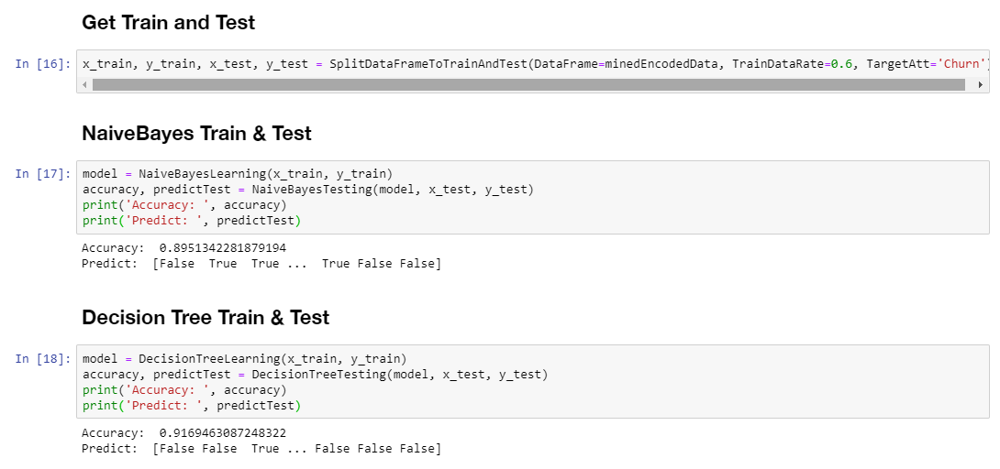 Get Train and Test
In [16]: x_train, y_train, x_test, y_test = SplitDataFrameToTrainAndTest(DataFrame=minedEncodedData, TrainDataRate=0.6, TargetAtt='Churn')
NaiveBayes Train & Test
In [17]: model = NaiveBayesLearning(x_train, y_train)
accuracy, predictTest = NaiveBayesTesting(model, x_test, y_test)
print('Accuracy: ', accuracy)
print('Predict: ', predictTest)
Accuracy:  0.8951342281879194
Predict:  [False  True  True ...  True False False]
Decision Tree Train & Test
In [18]: model = DecisionTreeLearning(x_train, y_train)
accuracy, predictTest = DecisionTreeTesting(model, x_test, y_test)
print('Accuracy: ', accuracy)
print('Predict: ', predictTest)
Accuracy:  0.9169463087248322
Predict:  [False False  True ... False False False]